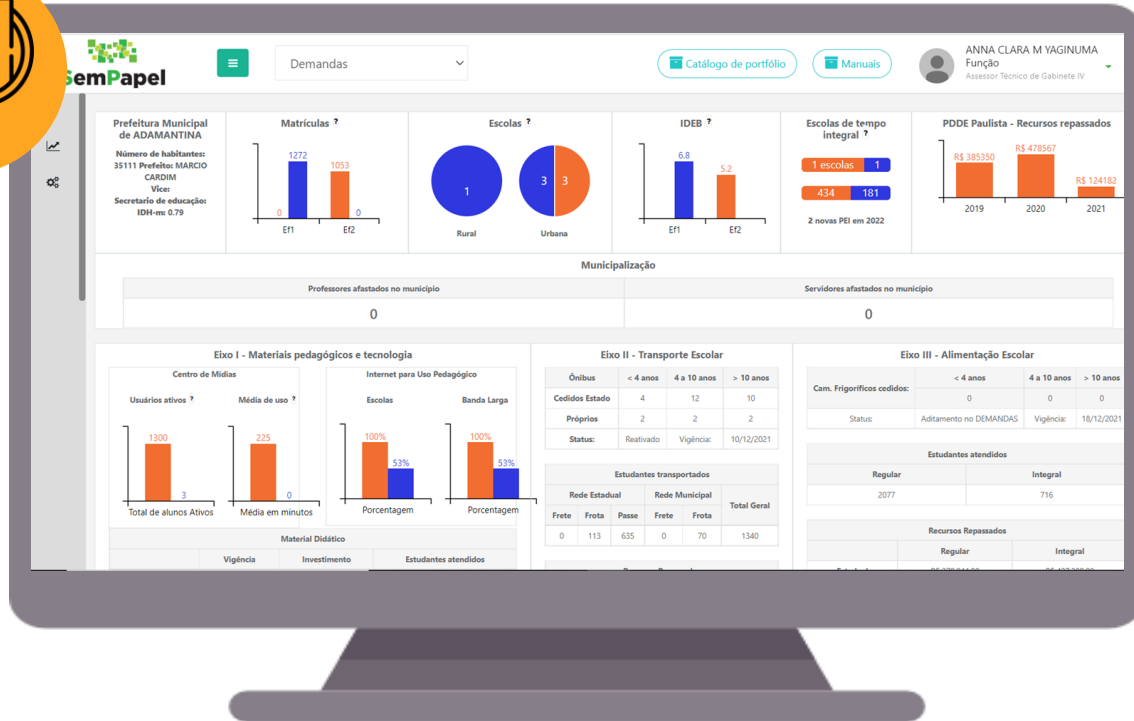 SemPapel
Demandas
Catálogo de portfólio
Manuais
ANNA CLARA M YAGINUMA
Função
Assessor Técnico de Gabinete IV
Prefeitura Municipal
de ADAMANTINA
Número de habitantes:
35111 Prefeito: MARCIO
CARDIM
Vice:
Secretario de educação:
IDH-m: 0.79
Matrículas ?
0 1272 1053 0
Ef1 Ef2
Escolas ?
1 3 3
Rural Urbana
IDEB ?
6.8 5.2
Ef1 Ef2
Escolas de tempo
integral ?
1 escolas 1
434 181
2 novas PEI em 2022
PDDE Paulista - Recursos repassados
R$ 385350 R$ 478567 R$ 124182
2019 2020 2021
Municipalização
Professores afastados no município Servidores afastados no município
0 0
Eixo I - Materiais pedagógicos e tecnologia
Centro de Mídias
Usuários ativos ? Média de uso ?
1300 3 225 0
Total de alunos Ativos Média em minutos
Internet para Uso Pedagógico
Escolas Banda Larga
100% 53% 100% 53%
Porcentagem Porcentagem
Material Didático
Vigência Investimento Estudantes atendidos
Eixo II - Transporte Escolar
Ônibus < 4 anos 4 a 10 anos > 10 anos
Cedidos Estado 4 12 10
Próprios 2 2 2
Status: Reativado Vigência: 10/12/2021
Estudantes transportados
Rede Estadual Rede Municipal Total Geral
Frete Frota Passe Frete Frota
0 113 635 0 70 1340
Eixo III - Alimentação Escolar
Cam. Frigoríficos cedidos: < 4 anos 4 a 10 anos > 10 anos
0 0 0
Status: Aditamento no DEMANDAS Vigência: 18/12/2021
Estudantes atendidos
Regular Integral
2077 716
Recursos Repassados
Regular Integral